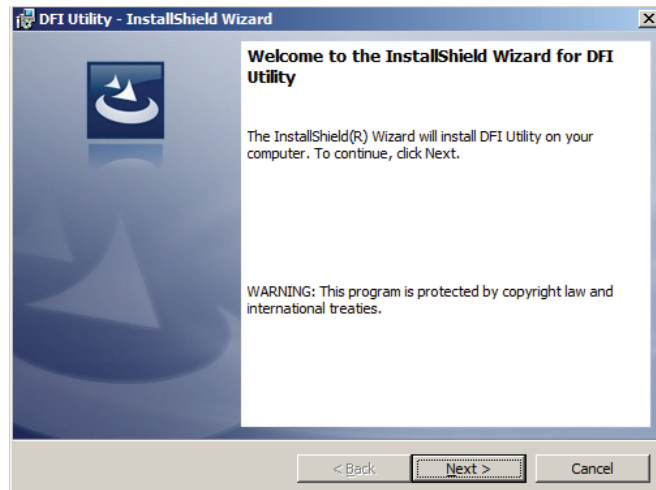 DFI Utility - InstallShield Wizard
Welcome to the InstallShield Wizard for DFI
Utility
The InstallShield(R) Wizard will install DFI Utility on your
computer. To continue, click Next.
WARNING: This program is protected by copyright law and
international treaties.
< Back
Next >
Cancel